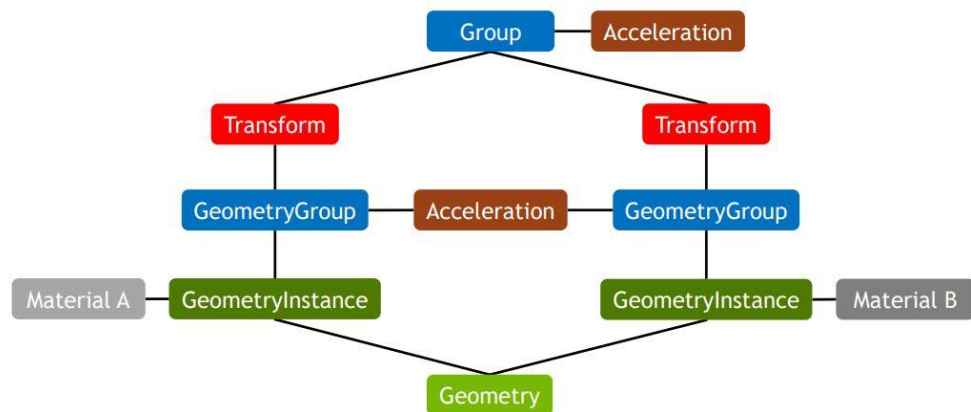 Group
Acceleration
Transform
Transform
GeometryGroup
Acceleration
GeometryGroup
Material A
GeometryInstance
GeometryInstance
Material B
Geometry